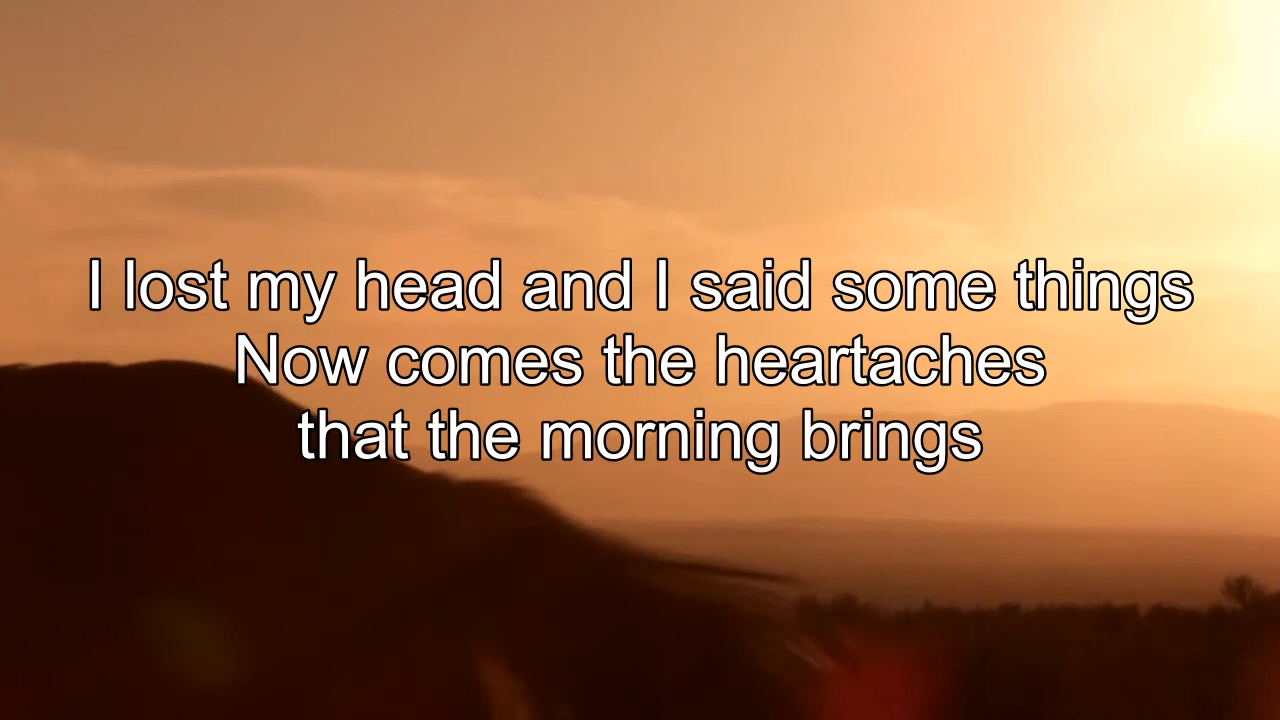 I lost my head and I said some things
Now comes the heartaches
that the morning brings